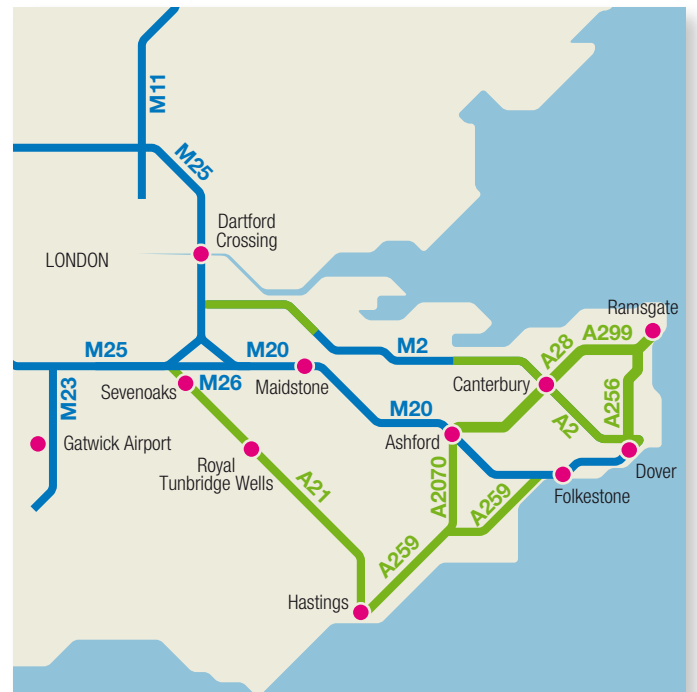 M11
M25
Dartford
Crossing
LONDON
Ramsgate
A299
A28
M2
M25
M20
M26
Sevenoaks
Maidstone
Canterbury
A256
M23
M20
A2
Gatwick Airport
Ashford
Royal
Tunbridge Wells
Dover
A21
A2070
A259
Folkestone
A259
Hastings